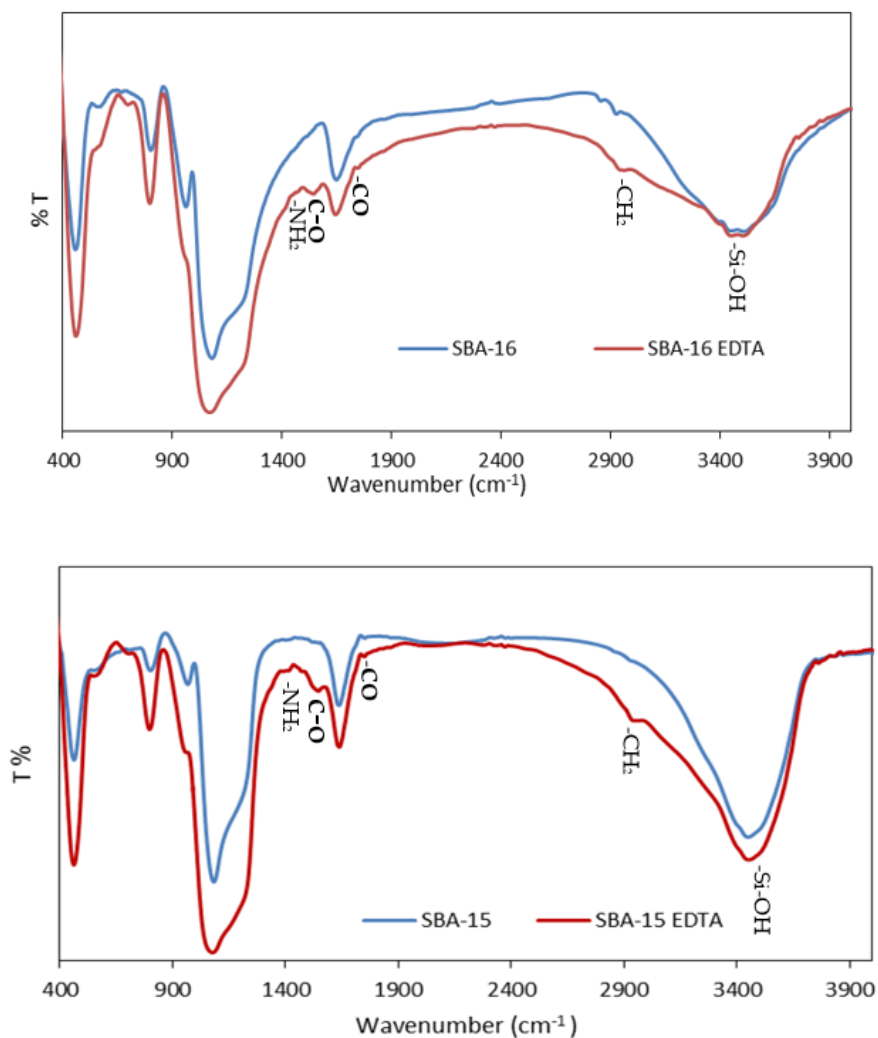 % T
-NH₂
C-O
-CO
-CH₂
-Si-OH
SBA-16 SBA-16 EDTA
400 900 1400 1900 2400 2900 3400 3900
Wavenumber (cm⁻¹)
T %
-NH₂
C-O
-CO
-CH₂
-Si-OH
SBA-15 SBA-15 EDTA
400 900 1400 1900 2400 2900 3400 3900
Wavenumber (cm⁻¹)